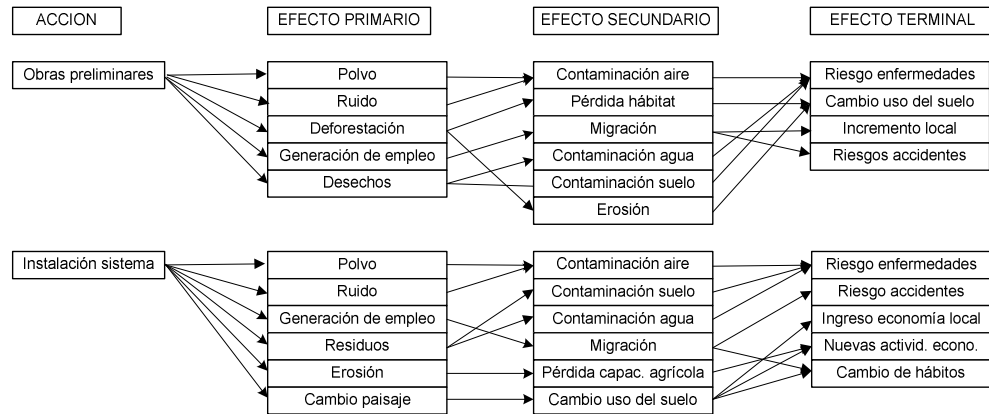 ACCION
EFECTO PRIMARIO
EFECTO SECUNDARIO
EFECTO TERMINAL
Obras preliminares
Polvo
Ruido
Deforestación
Generación de empleo
Desechos
Contaminación aire
Pérdida hábitat
Migración
Contaminación agua
Contaminación suelo
Erosión
Riesgo enfermedades
Cambio uso del suelo
Incremento local
Riesgos accidentes
Instalación sistema
Polvo
Ruido
Generación de empleo
Residuos
Erosión
Cambio paisaje
Contaminación aire
Contaminación suelo
Contaminación agua
Migración
Pérdida capac. agrícola
Cambio uso del suelo
Riesgo enfermedades
Riesgo accidentes
Ingreso economía local
Nuevas activid. econo.
Cambio de hábitos